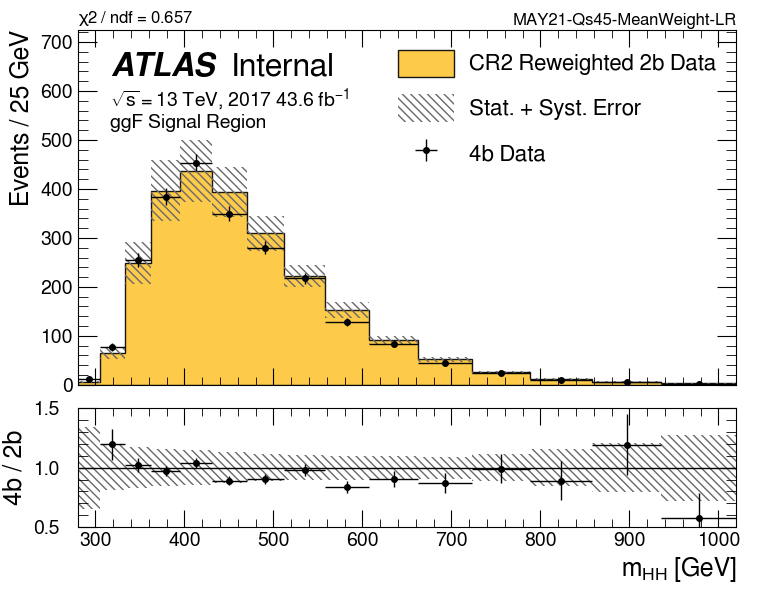 χ² / ndf = 0.657
MAY21-Qs45-MeanWeight-LR
ATLAS Internal
√s = 13 TeV, 2017 43.6 fb⁻¹
ggF Signal Region
CR2 Reweighted 2b Data
Stat. + Syst. Error
4b Data
Events / 25 GeV
700
600
500
400
300
200
100
0
4b / 2b
1.5
1.0
0.5
300 400 500 600 700 800 900 1000
m_HH [GeV]